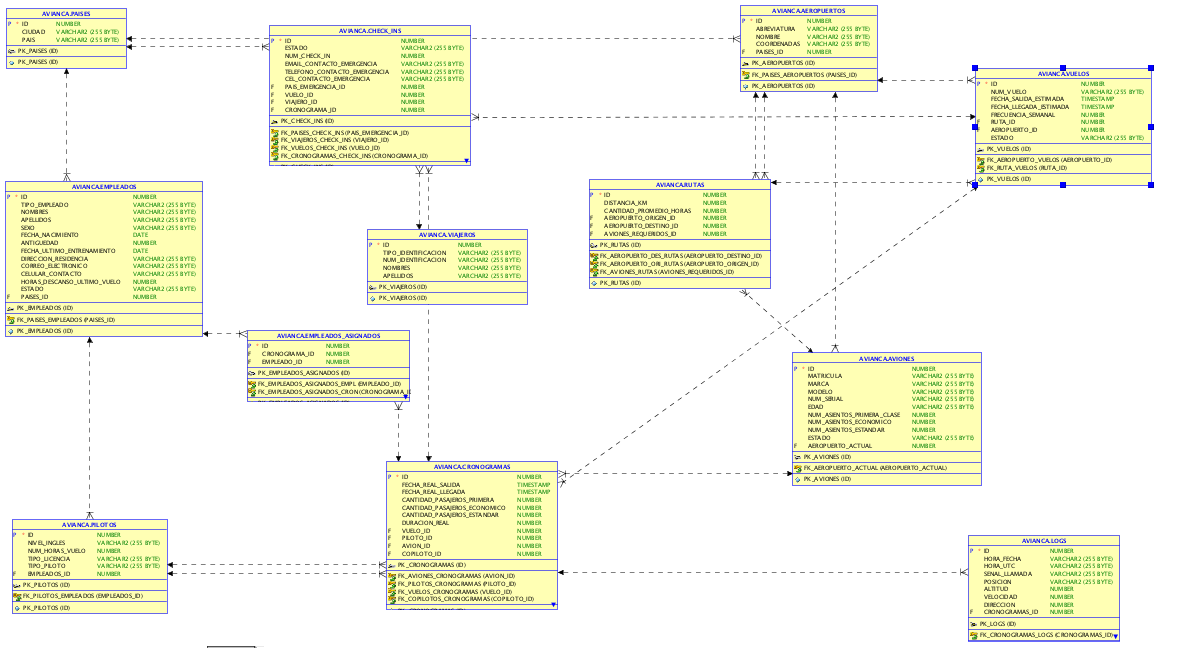 AVIANCA.PAISES
P * ID NUMBER
CIUDAD VARCHAR2 (255 BYTE)
PAIS VARCHAR2 (255 BYTE)
PK_PAISES (ID)
PK_PAISES (ID)
AVIANCA.CHECK_INS
P * ID NUMBER
ESTADO VARCHAR2 (255 BYTE)
NUM_CHECK_IN NUMBER
EMAIL_CONTACTO_EMERGENCIA VARCHAR2 (255 BYTE)
TELEFONO_CONTACTO_EMERGENCIA VARCHAR2 (255 BYTE)
CEL_CONTACTO_EMERGENCIA VARCHAR2 (255 BYTE)
F PAIS_EMERGENCIA_ID NUMBER
F VUELO_ID NUMBER
F VIAJERO_ID NUMBER
F CRONOGRAMA_ID NUMBER
PK_CHECK_INS (ID)
FK_PAISES_CHECK_INS (PAIS_EMERGENCIA_ID)
FK_VIAJEROS_CHECK_INS (VIAJERO_ID)
FK_VUELOS_CHECK_INS (VUELO_ID)
FK_CRONOGRAMAS_CHECK_INS (CRONOGRAMA_ID)
AVIANCA.AEROPUERTOS
P * ID NUMBER
ABREVIATURA VARCHAR2 (255 BYTE)
NOMBRE VARCHAR2 (255 BYTE)
COORDENADAS VARCHAR2 (255 BYTE)
F PAISES_ID NUMBER
PK_AEROPUERTOS (ID)
FK_PAISES_AEROPUERTOS (PAISES_ID)
PK_AEROPUERTOS (ID)
AVIANCA.VUELOS
P * ID NUMBER
NUM_VUELO VARCHAR2 (255 BYTE)
FECHA_SALIDA_ESTIMADA TIMESTAMP
FECHA_LLEGADA_ESTIMADA TIMESTAMP
FRECUENCIA_SEMANAL NUMBER
F RUTA_ID NUMBER
AEROPUERTO_ID NUMBER
ESTADO VARCHAR2 (255 BYTE)
PK_VUELOS (ID)
FK_AEROPUERTO_VUELOS (AEROPUERTO_ID)
FK_RUTA_VUELOS (RUTA_ID)
PK_VUELOS (ID)
AVIANCA.EMPLEADOS
P * ID NUMBER
TIPO_EMPLEADO VARCHAR2 (255 BYTE)
NOMBRES VARCHAR2 (255 BYTE)
APELLIDOS VARCHAR2 (255 BYTE)
SEXO VARCHAR2 (255 BYTE)
FECHA_NACIMIENTO DATE
ANTIGUEDAD NUMBER
FECHA_ULTIMO_ENTRENAMIENTO DATE
DIRECCION_RESIDENCIA VARCHAR2 (255 BYTE)
CORREO_ELECTRONICO VARCHAR2 (255 BYTE)
CELULAR_CONTACTO VARCHAR2 (255 BYTE)
HORAS_DESCANSO_ULTIMO_VUELO NUMBER
ESTADO VARCHAR2 (255 BYTE)
F PAISES_ID NUMBER
PK_EMPLEADOS (ID)
FK_PAISES_EMPLEADOS (PAISES_ID)
PK_EMPLEADOS (ID)
AVIANCA.VIAJEROS
P * ID NUMBER
TIPO_IDENTIFICACION VARCHAR2 (255 BYTE)
NUM_IDENTIFICACION VARCHAR2 (255 BYTE)
NOMBRES VARCHAR2 (255 BYTE)
APELLIDOS VARCHAR2 (255 BYTE)
PK_VIAJEROS (ID)
PK_VIAJEROS (ID)
AVIANCA.RUTAS
P * ID NUMBER
DISTANCIA_KM NUMBER
CANTIDAD_PROMEDIO_HORAS NUMBER
F AEROPUERTO_ORIGEN_ID NUMBER
F AEROPUERTO_DESTINO_ID NUMBER
F AVIONES_REQUERIDOS_ID NUMBER
PK_RUTAS (ID)
FK_AEROPUERTO_DES_RUTAS (AEROPUERTO_DESTINO_ID)
FK_AEROPUERTO_ORI_RUTAS (AEROPUERTO_ORIGEN_ID)
FK_AVIONES_RUTAS (AVIONES_REQUERIDOS_ID)
PK_RUTAS (ID)
AVIANCA.EMPLEADOS_ASIGNADOS
P * ID NUMBER
F CRONOGRAMA_ID NUMBER
F EMPLEADO_ID NUMBER
PK_EMPLEADOS_ASIGNADOS (ID)
FK_EMPLEADOS_ASIGNADOS_EMPL (EMPLEADO_ID)
FK_EMPLEADOS_ASIGNADOS_CRON (CRONOGRAMA_I
AVIANCA.AVIONES
P * ID NUMBER
MATRICULA VARCHAR2 (255 BYTE)
MARCA VARCHAR2 (255 BYTE)
MODELO VARCHAR2 (255 BYTE)
NUM_SERIAL VARCHAR2 (255 BYTE)
EDAD VARCHAR2 (255 BYTE)
NUM_ASIENTOS_PRIMERA_CLASE NUMBER
NUM_ASIENTOS_ECONOMICO NUMBER
NUM_ASIENTOS_ESTANDAR NUMBER
ESTADO VARCHAR2 (255 BYTE)
F AEROPUERTO_ACTUAL NUMBER
PK_AVIONES (ID)
FK_AEROPUERTO_ACTUAL (AEROPUERTO_ACTUAL)
PK_AVIONES (ID)
AVIANCA.CRONOGRAMAS
P * ID NUMBER
FECHA_REAL_SALIDA TIMESTAMP
FECHA_REAL_LLEGADA TIMESTAMP
CANTIDAD_PASAJEROS_PRIMERA NUMBER
CANTIDAD_PASAJEROS_ECONOMICO NUMBER
CANTIDAD_PASAJEROS_ESTANDAR NUMBER
DURACION_REAL NUMBER
F VUELO_ID NUMBER
F PILOTO_ID NUMBER
F AVION_ID NUMBER
F COPILOTO_ID NUMBER
PK_CRONOGRAMAS (ID)
FK_AVIONES_CRONOGRAMAS (AVION_ID)
FK_PILOTOS_CRONOGRAMAS (PILOTO_ID)
FK_VUELOS_CRONOGRAMAS (VUELO_ID)
FK_COPILOTOS_CRONOGRAMAS (COPILOTO_ID)
AVIANCA.PILOTOS
P * ID NUMBER
NIVEL_INGLES VARCHAR2 (255 BYTE)
NUM_HORAS_VUELO NUMBER
TIPO_LICENCIA VARCHAR2 (255 BYTE)
TIPO_PILOTO VARCHAR2 (255 BYTE)
F EMPLEADOS_ID NUMBER
PK_PILOTOS (ID)
FK_PILOTOS_EMPLEADOS (EMPLEADOS_ID)
PK_PILOTOS (ID)
AVIANCA.LOGS
P * ID NUMBER
HORA_FECHA VARCHAR2 (255 BYTE)
HORA_UTC VARCHAR2 (255 BYTE)
SENAL_LLAMADA VARCHAR2 (255 BYTE)
POSICION VARCHAR2 (255 BYTE)
ALTITUD NUMBER
VELOCIDAD NUMBER
DIRECCION NUMBER
F CRONOGRAMAS_ID NUMBER
PK_LOGS (ID)
FK_CRONOGRAMAS_LOGS (CRONOGRAMAS_ID)